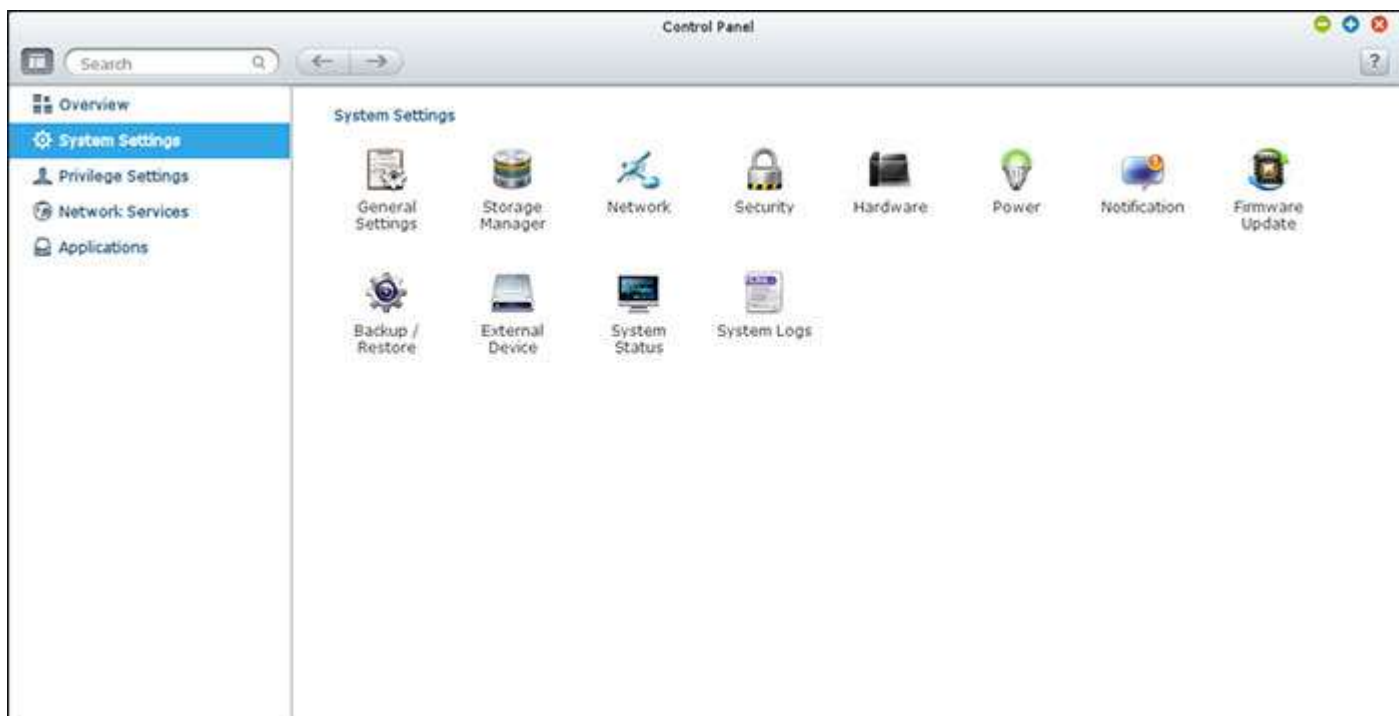 Control Panel
Search
?
Overview
System Settings
Privilege Settings
Network Services
Applications
System Settings
General
Settings
Storage
Manager
Network
Security
Hardware
Power
Notification
Firmware
Update
Backup /
Restore
External
Device
System
Status
System Logs